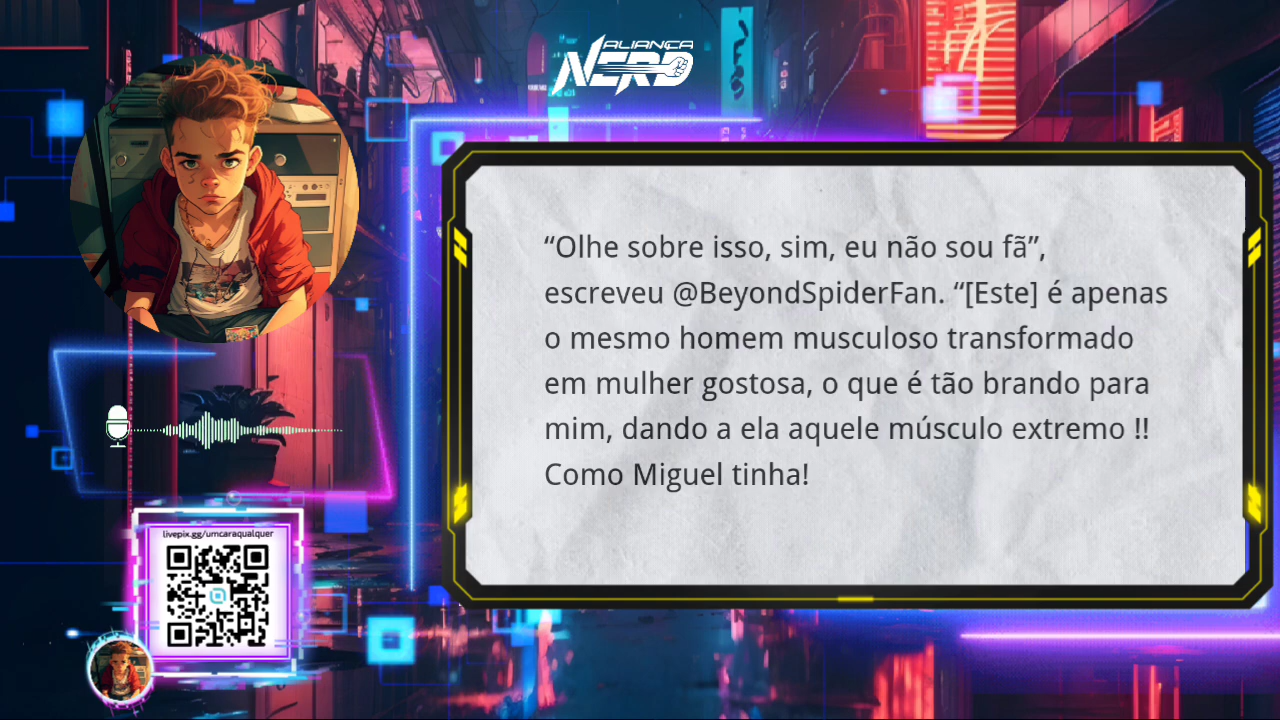 ALIANÇA
NERD
“Olhe sobre isso, sim, eu não sou fã”,
escreveu @BeyondSpiderFan. “[Este] é apenas
o mesmo homem musculoso transformado
em mulher gostosa, o que é tão brando para
mim, dando a ela aquele músculo extremo !!
Como Miguel tinha!
livepix.gg/umcaraqualquer